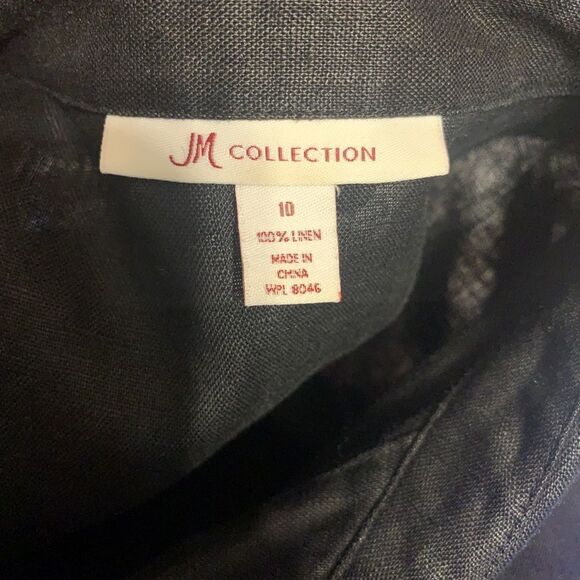 JM COLLECTION
10
100% LINEN
MADE IN
CHINA
WPL 8046